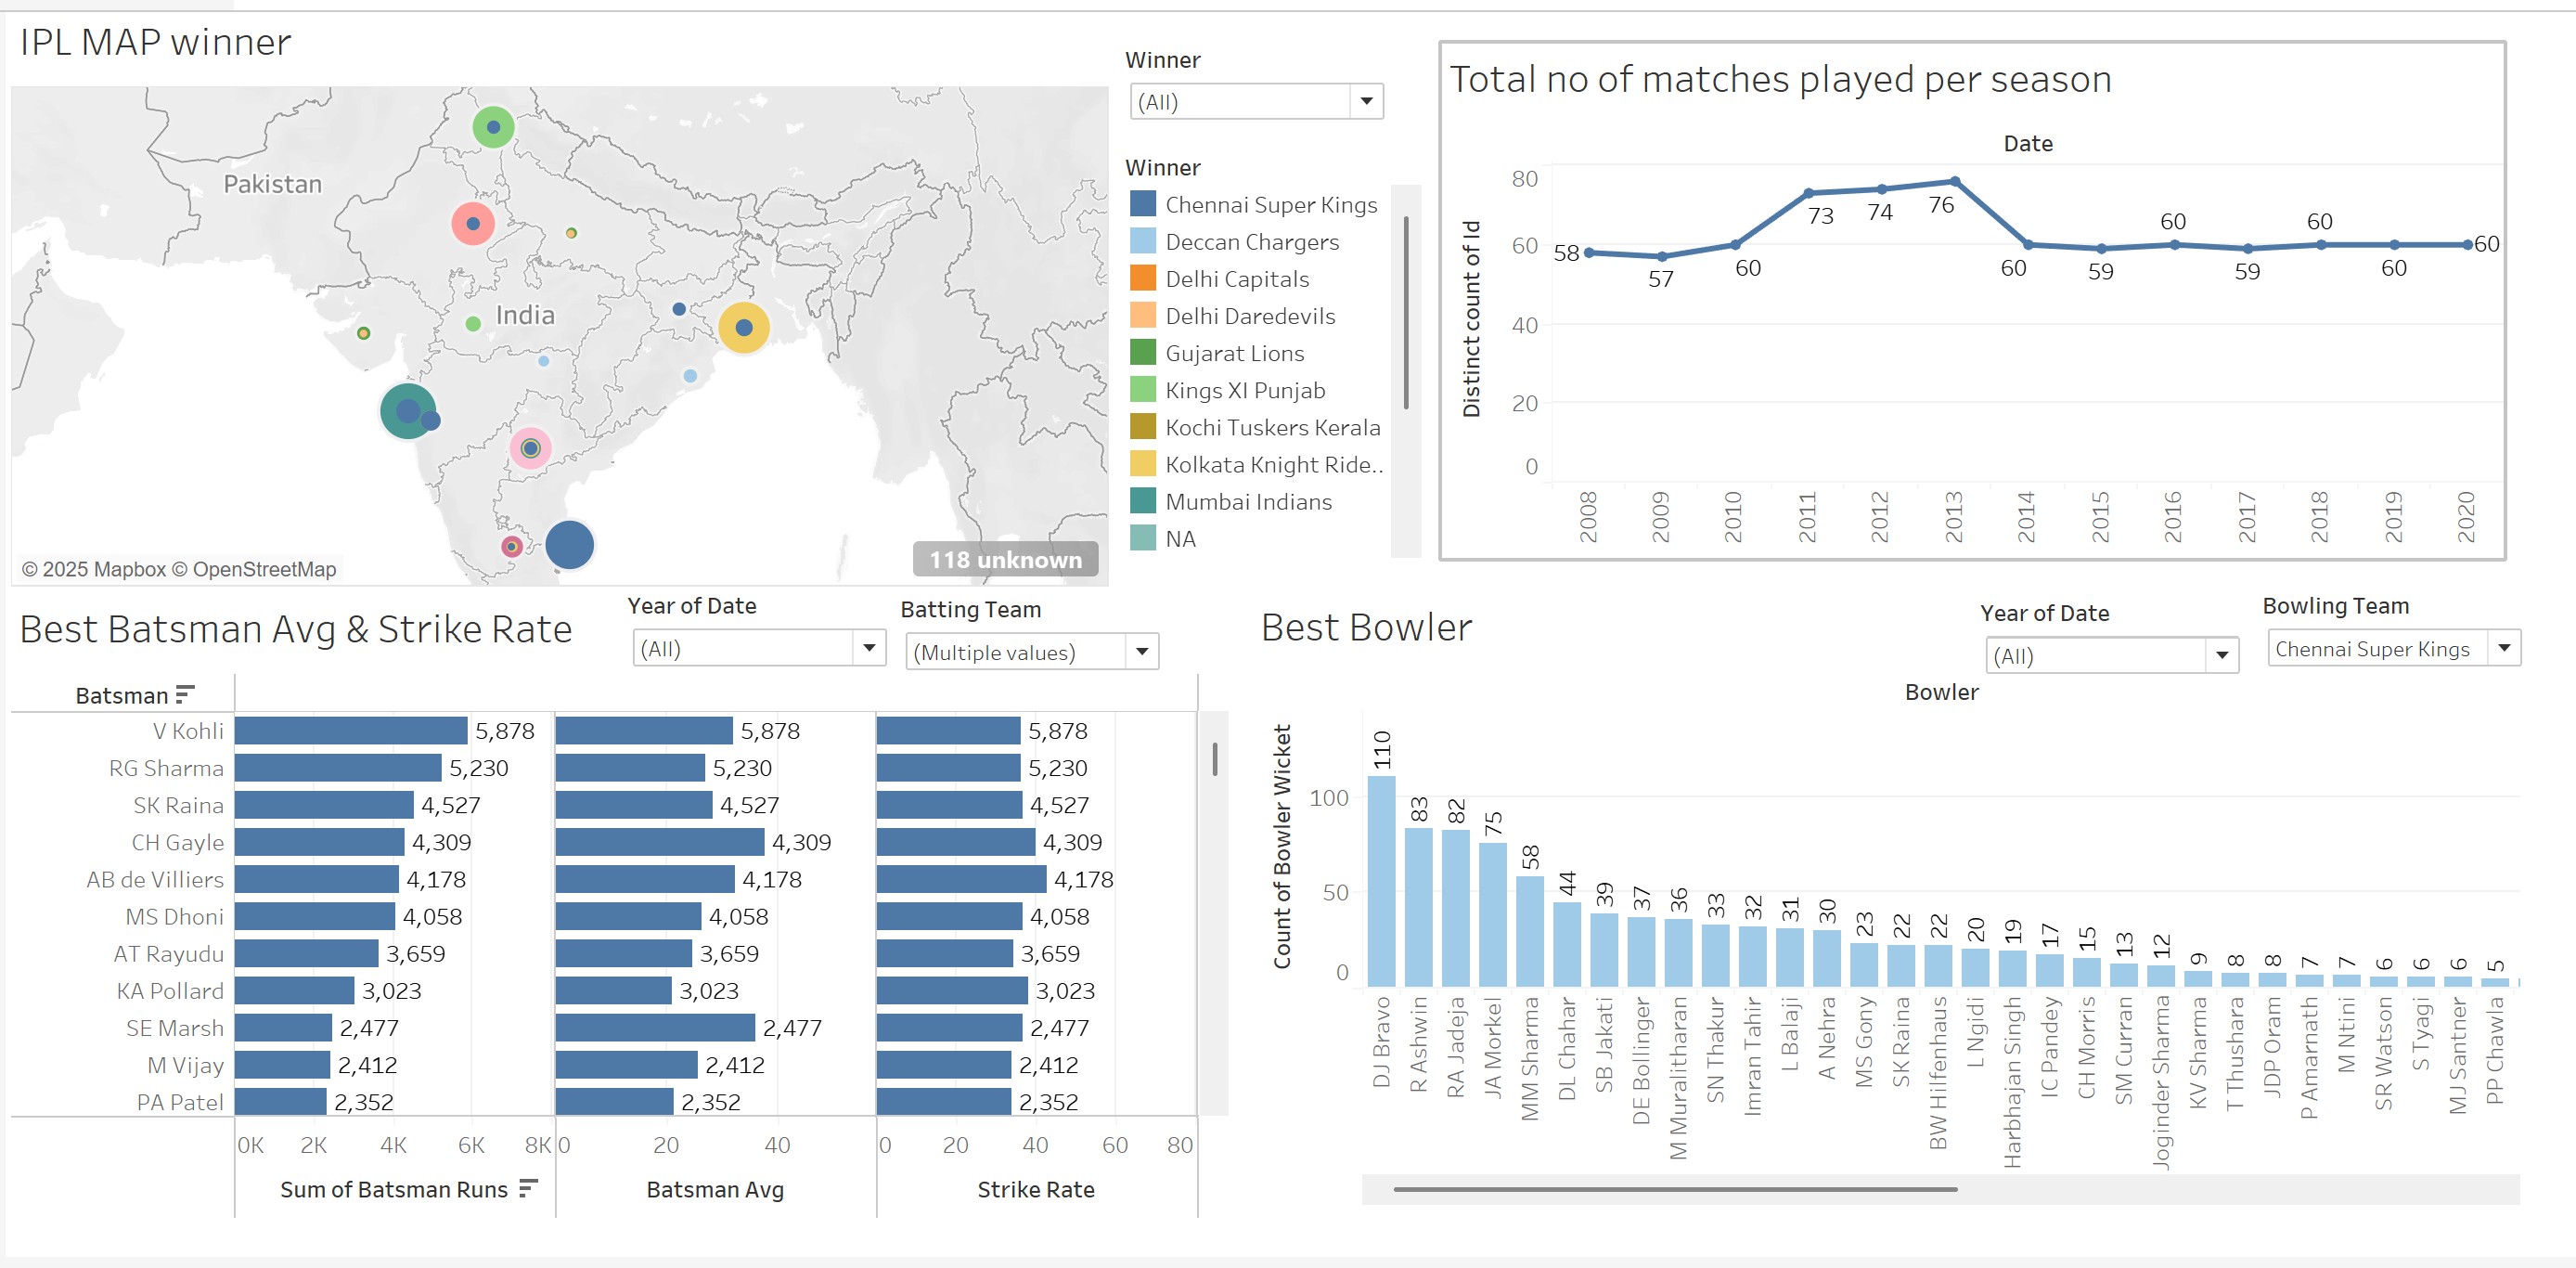 IPL MAP winner
Pakistan
India
© 2025 Mapbox © OpenStreetMap
118 unknown
Winner
(All)
Winner
Chennai Super Kings
Deccan Chargers
Delhi Capitals
Delhi Daredevils
Gujarat Lions
Kings XI Punjab
Kochi Tuskers Kerala
Kolkata Knight Ride..
Mumbai Indians
NA
Total no of matches played per season
Date
Distinct count of Id
80
60
40
20
0
58
57
60
73
74
76
60
59
60
59
60
60
60
2008
2009
2010
2011
2012
2013
2014
2015
2016
2017
2018
2019
2020
Best Batsman Avg & Strike Rate
Year of Date
(All)
Batting Team
(Multiple values)
Batsman
V Kohli 5,878 5,878 5,878
RG Sharma 5,230 5,230 5,230
SK Raina 4,527 4,527 4,527
CH Gayle 4,309 4,309 4,309
AB de Villiers 4,178 4,178 4,178
MS Dhoni 4,058 4,058 4,058
AT Rayudu 3,659 3,659 3,659
KA Pollard 3,023 3,023 3,023
SE Marsh 2,477 2,477 2,477
M Vijay 2,412 2,412 2,412
PA Patel 2,352 2,352 2,352
0K 2K 4K 6K 8K 0 20 40 0 20 40 60 80
Sum of Batsman Runs Batsman Avg Strike Rate
Best Bowler
Year of Date
(All)
Bowling Team
Chennai Super Kings
Bowler
Count of Bowler Wicket
100
50
0
110
83
82
75
58
44
39
37
36
33
32
31
30
23
22
22
20
19
17
15
13
12
9
8
8
7
7
6
6
6
5
DJ Bravo
R Ashwin
RA Jadeja
JA Morkel
MM Sharma
DL Chahar
SB Jakati
DE Bollinger
M Muralitharan
SN Thakur
Imran Tahir
L Balaji
A Nehra
MS Gony
SK Raina
BW Hilfenhaus
L Ngidi
Harbhajan Singh
IC Pandey
CH Morris
SM Curran
Joginder Sharma
KV Sharma
T Thushara
JDP Oram
P Amarnath
M Ntini
SR Watson
S Tyagi
MJ Santner
PP Chawla